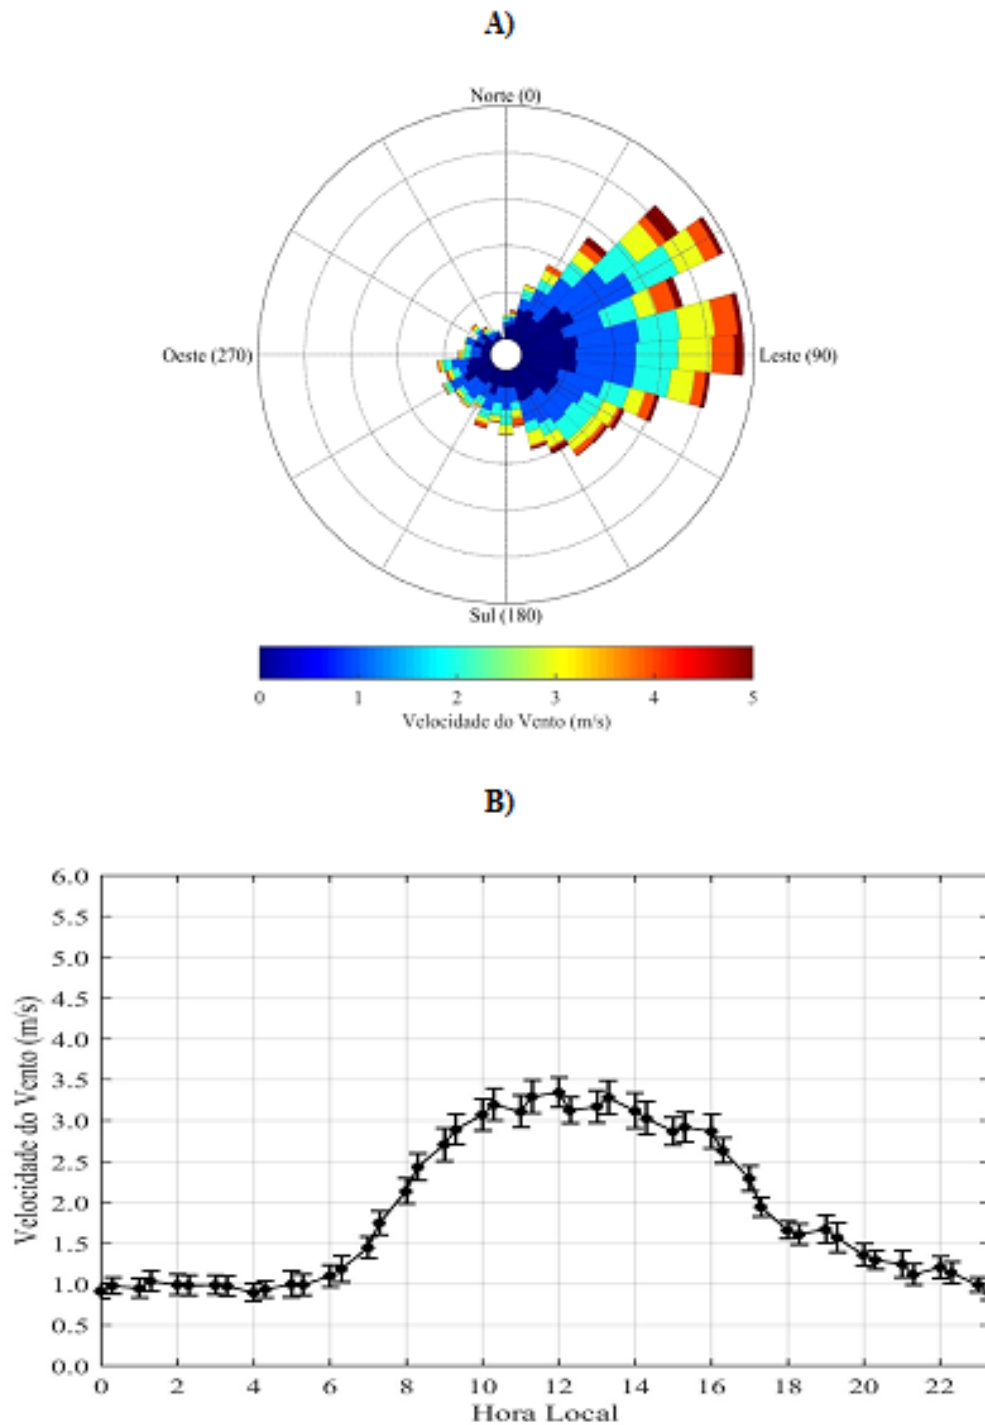 A)
Norte (0)
Oeste (270)
Leste (90)
Sul (180)
0 1 2 3 4 5
Velocidade do Vento (m/s)
B)
6.0
5.5
5.0
4.5
4.0
3.5
3.0
2.5
2.0
1.5
1.0
0.5
0.0
Velocidade do Vento (m/s)
0 2 4 6 8 10 12 14 16 18 20 22
Hora Local